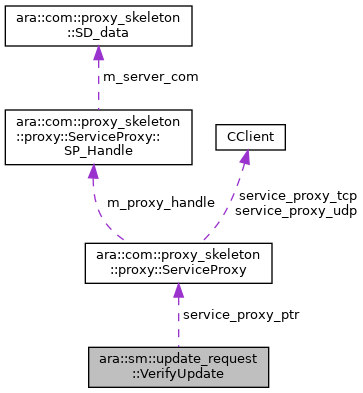 ara::com::proxy_skeleton
::SD_data
m_server_com
ara::com::proxy_skeleton
::proxy::ServiceProxy::
SP_Handle
CClient
m_proxy_handle
service_proxy_tcp
service_proxy_udp
ara::com::proxy_skeleton
::proxy::ServiceProxy
service_proxy_ptr
ara::sm::update_request
::VerifyUpdate